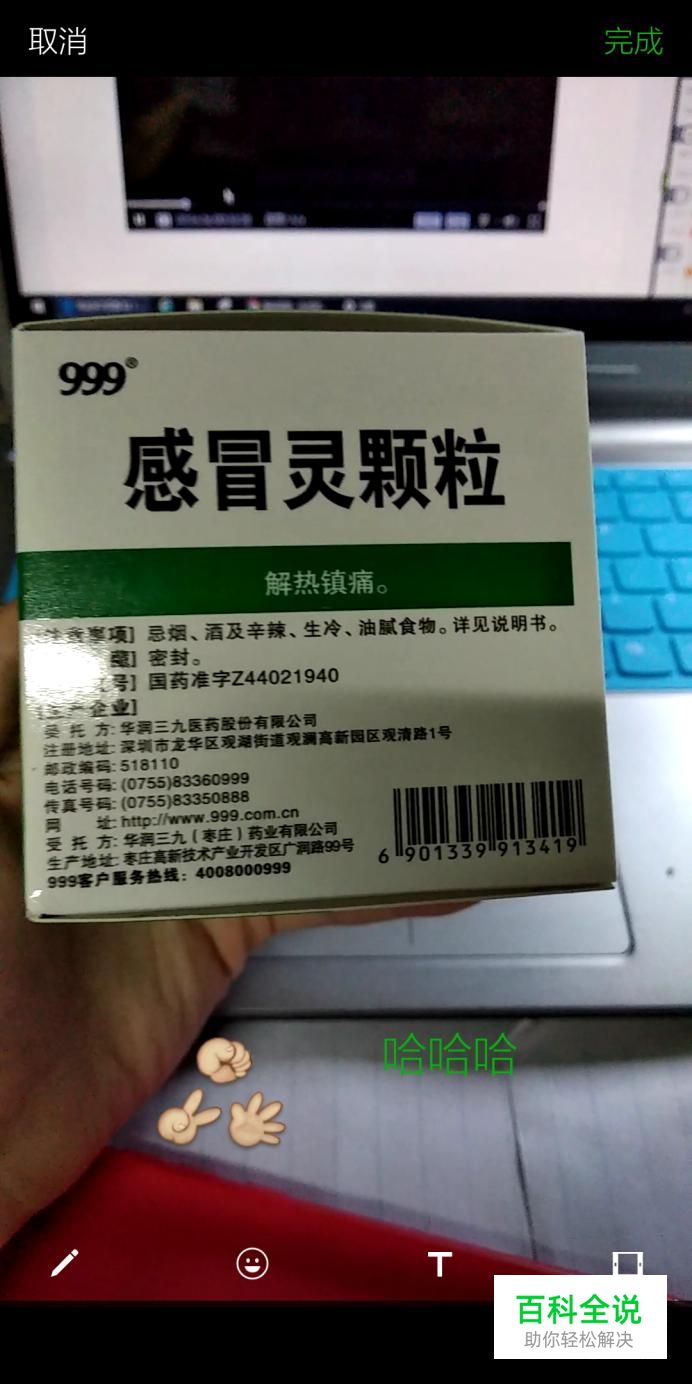 取消
完成
999®
感冒灵颗粒
解热镇痛。
注意事项] 忌烟、酒及辛辣、生冷、油腻食物。详见说明书。
藏] 密封。
号] 国药准字Z44021940
企业]
委托方: 华润三九医药股份有限公司
注册地址: 深圳市龙华区观湖街道观澜高新园区观清路1号
邮政编码: 518110
电话号码: (0755)83360999
传真号码: (0755)83350888
网址: http://www.999.com.cn
受托方: 华润三九（枣庄）药业有限公司
生产地址: 枣庄高新技术产业开发区广润路99号
999客户服务热线: 4008000999
6 901339 913419
哈哈哈
T
百科全说
助你轻松解决